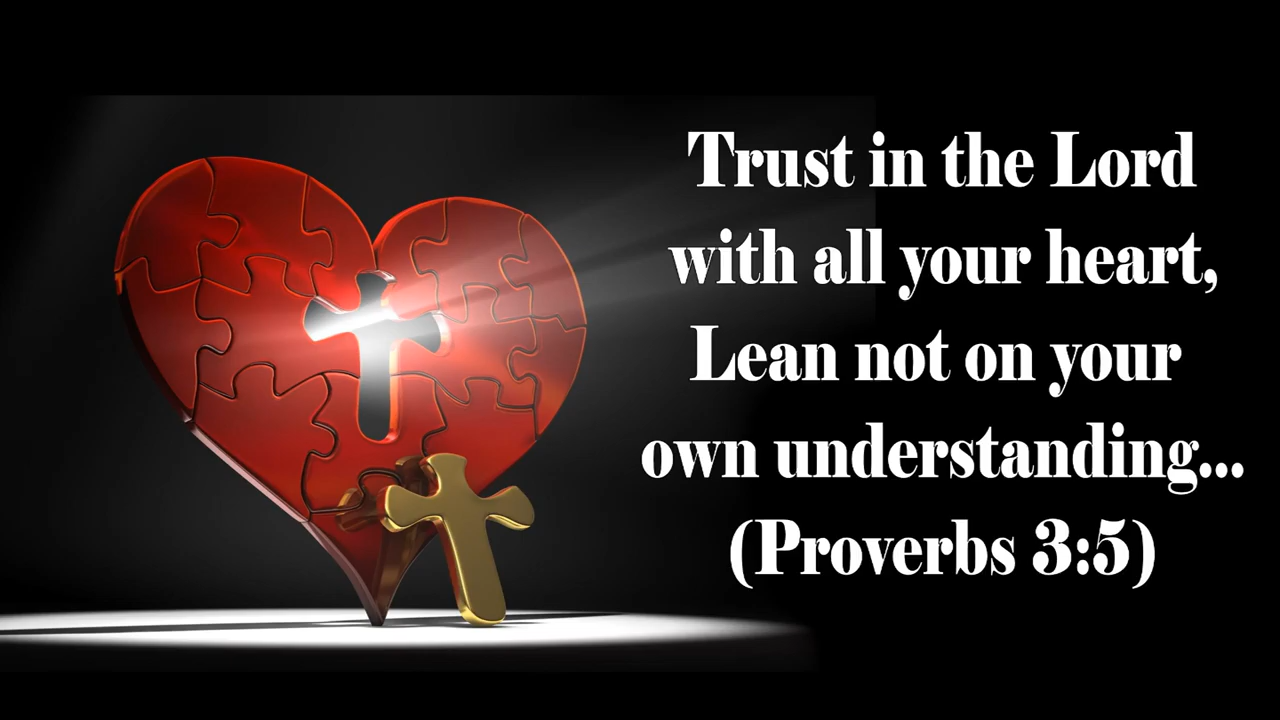 Trust in the Lord
with all your heart,
Lean not on your
own understanding...
(Proverbs 3:5)